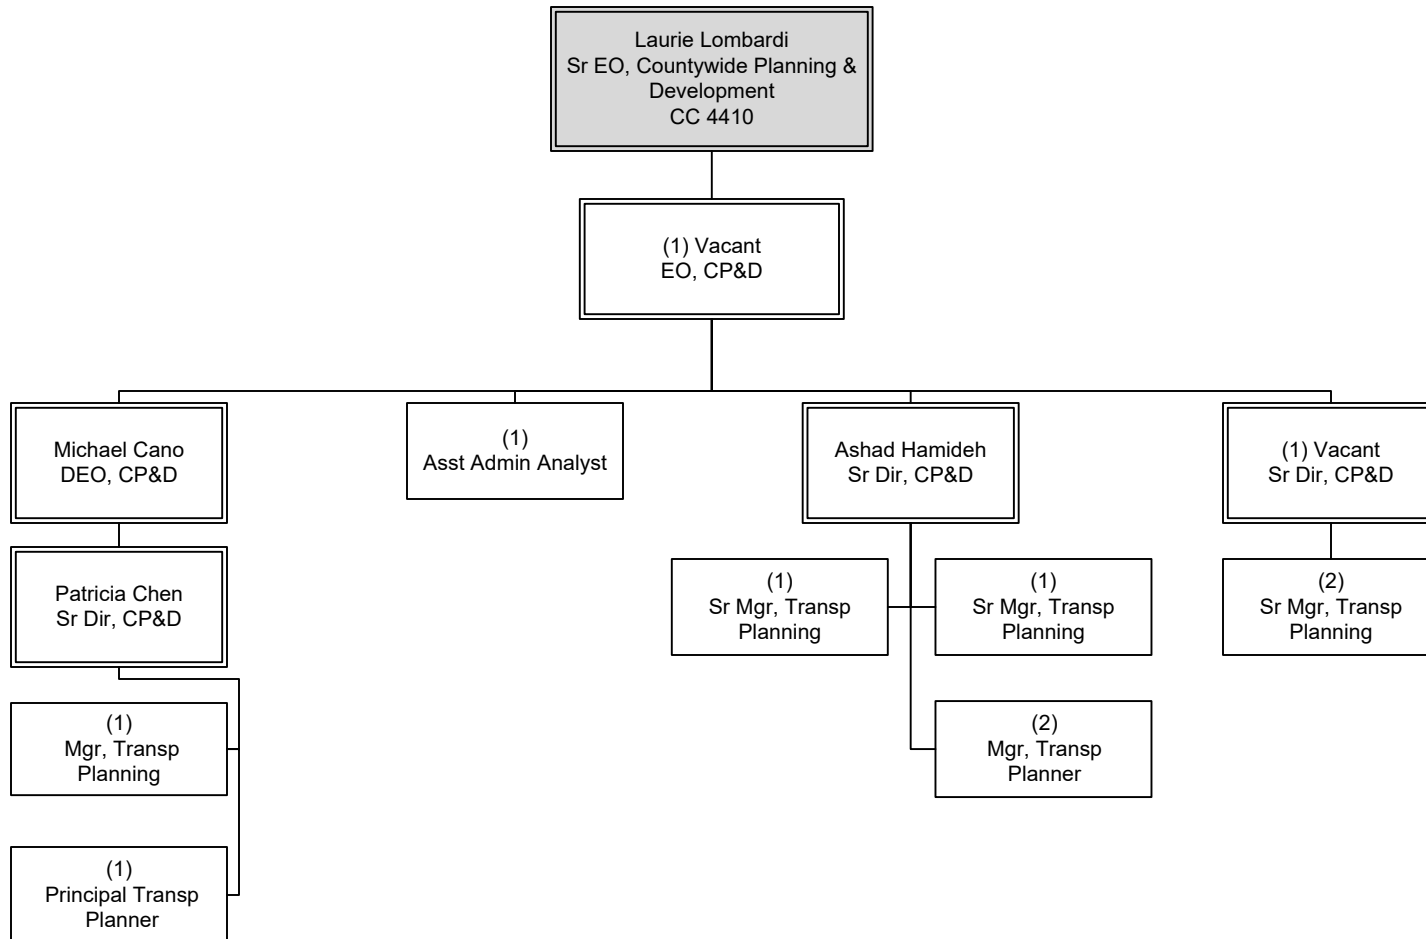 Laurie Lombardi
Sr EO, Countywide Planning &
Development
CC 4410
(1) Vacant
EO, CP&D
Michael Cano
DEO, CP&D
(1)
Asst Admin Analyst
Ashad Hamideh
Sr Dir, CP&D
(1) Vacant
Sr Dir, CP&D
Patricia Chen
Sr Dir, CP&D
(1)
Sr Mgr, Transp
Planning
(1)
Sr Mgr, Transp
Planning
(2)
Sr Mgr, Transp
Planning
(1)
Mgr, Transp
Planning
(2)
Mgr, Transp
Planner
(1)
Principal Transp
Planner